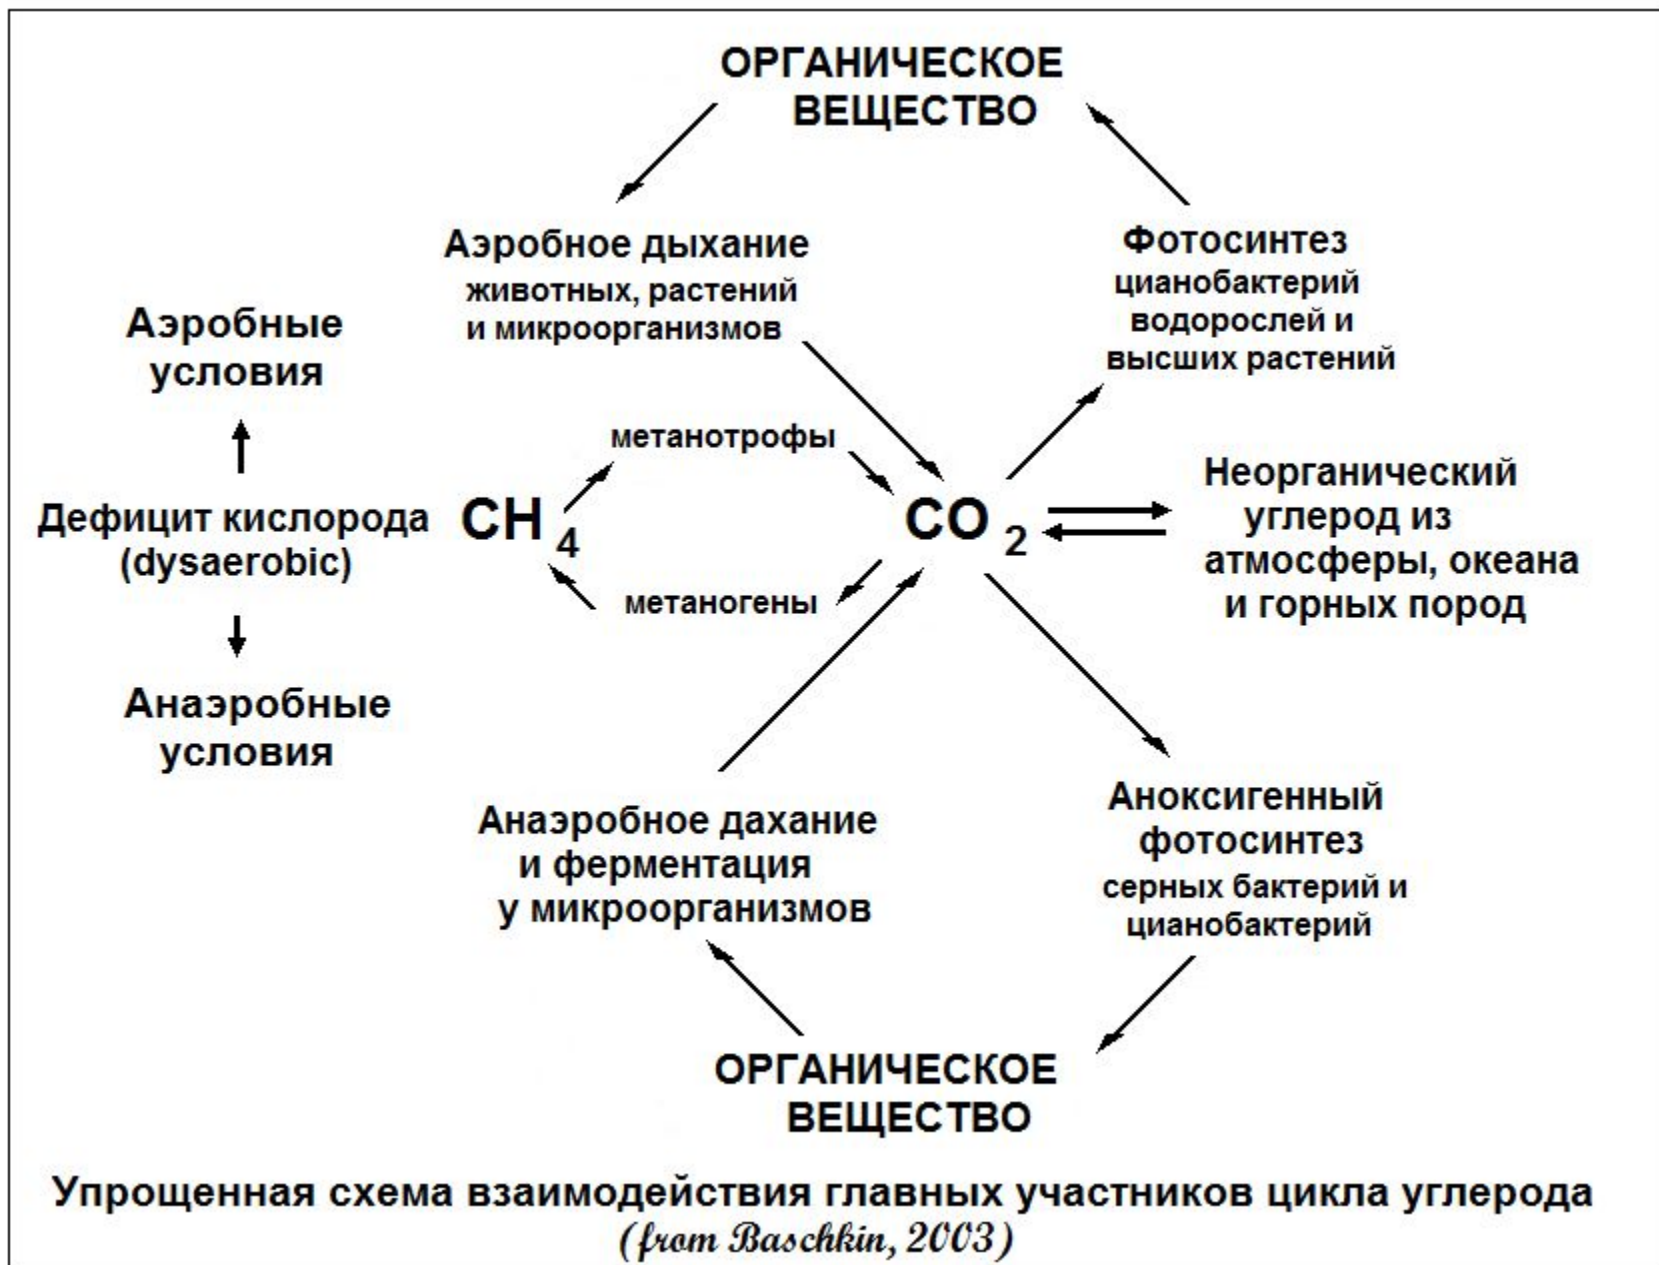 ОРГАНИЧЕСКОЕ
ВЕЩЕСТВО
Аэробное дыхание
животных, растений
и микроорганизмов
Фотосинтез
цианобактерий
водорослей и
высших растений
Аэробные
условия
Дефицит кислорода
(dysaerobic)
Анаэробные
условия
метанотрофы
CH4
CO2
метаногены
Неорганический
углерод из
атмосферы, океана
и горных пород
Анаэробное дахание
и ферментация
у микроорганизмов
Аноксигенный
фотосинтез
серных бактерий и
цианобактерий
ОРГАНИЧЕСКОЕ
ВЕЩЕСТВО
Упрощенная схема взаимодействия главных участников цикла углерода
(from Baschkin, 2003)